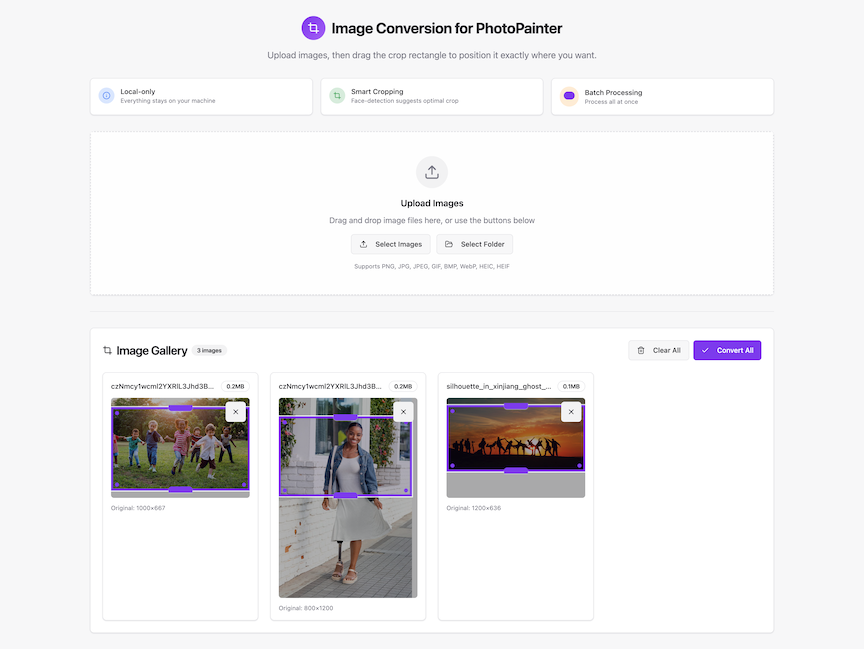 Image Conversion for PhotoPainter
Upload images, then drag the crop rectangle to position it exactly where you want.
Local-only
Everything stays on your machine
Smart Cropping
Face-detection suggests optimal crop
Batch Processing
Process all at once
Upload Images
Drag and drop image files here, or use the buttons below
Select Images
Select Folder
Supports PNG, JPG, JPEG, GIF, BMP, WebP, HEIC, HEIF
Image Gallery
3 images
Clear All
Convert All
czNmcy1wcml2YXRlL3Jhd3B...
0.2MB
Original: 1000×667
czNmcy1wcml2YXRlL3Jhd3B...
0.2MB
Original: 800×1200
silhouette_in_xinjiang_ghost_...
0.1MB
Original: 1200×636